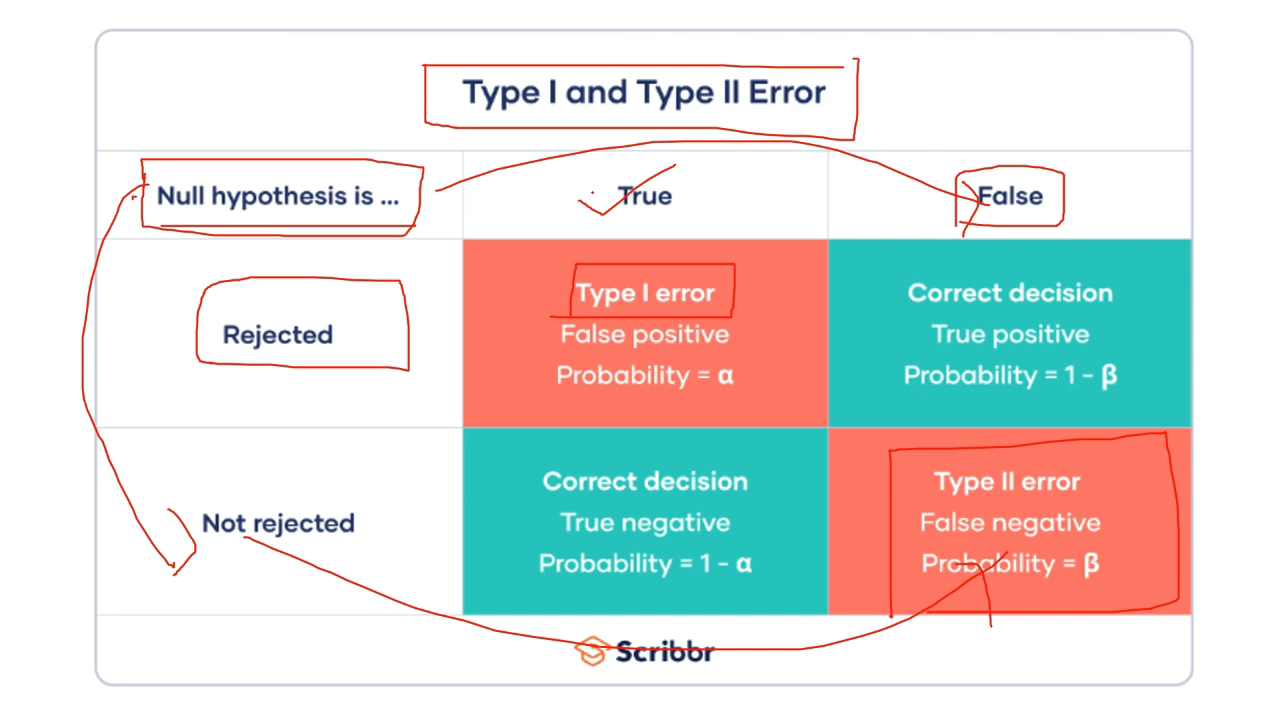 Type I and Type II Error
Null hypothesis is ... True False
Rejected
Type I error
False positive
Probability = α
Correct decision
True positive
Probability = 1 - β
Not rejected
Correct decision
True negative
Probability = 1 - α
Type II error
False negative
Probability = β
Scribbr